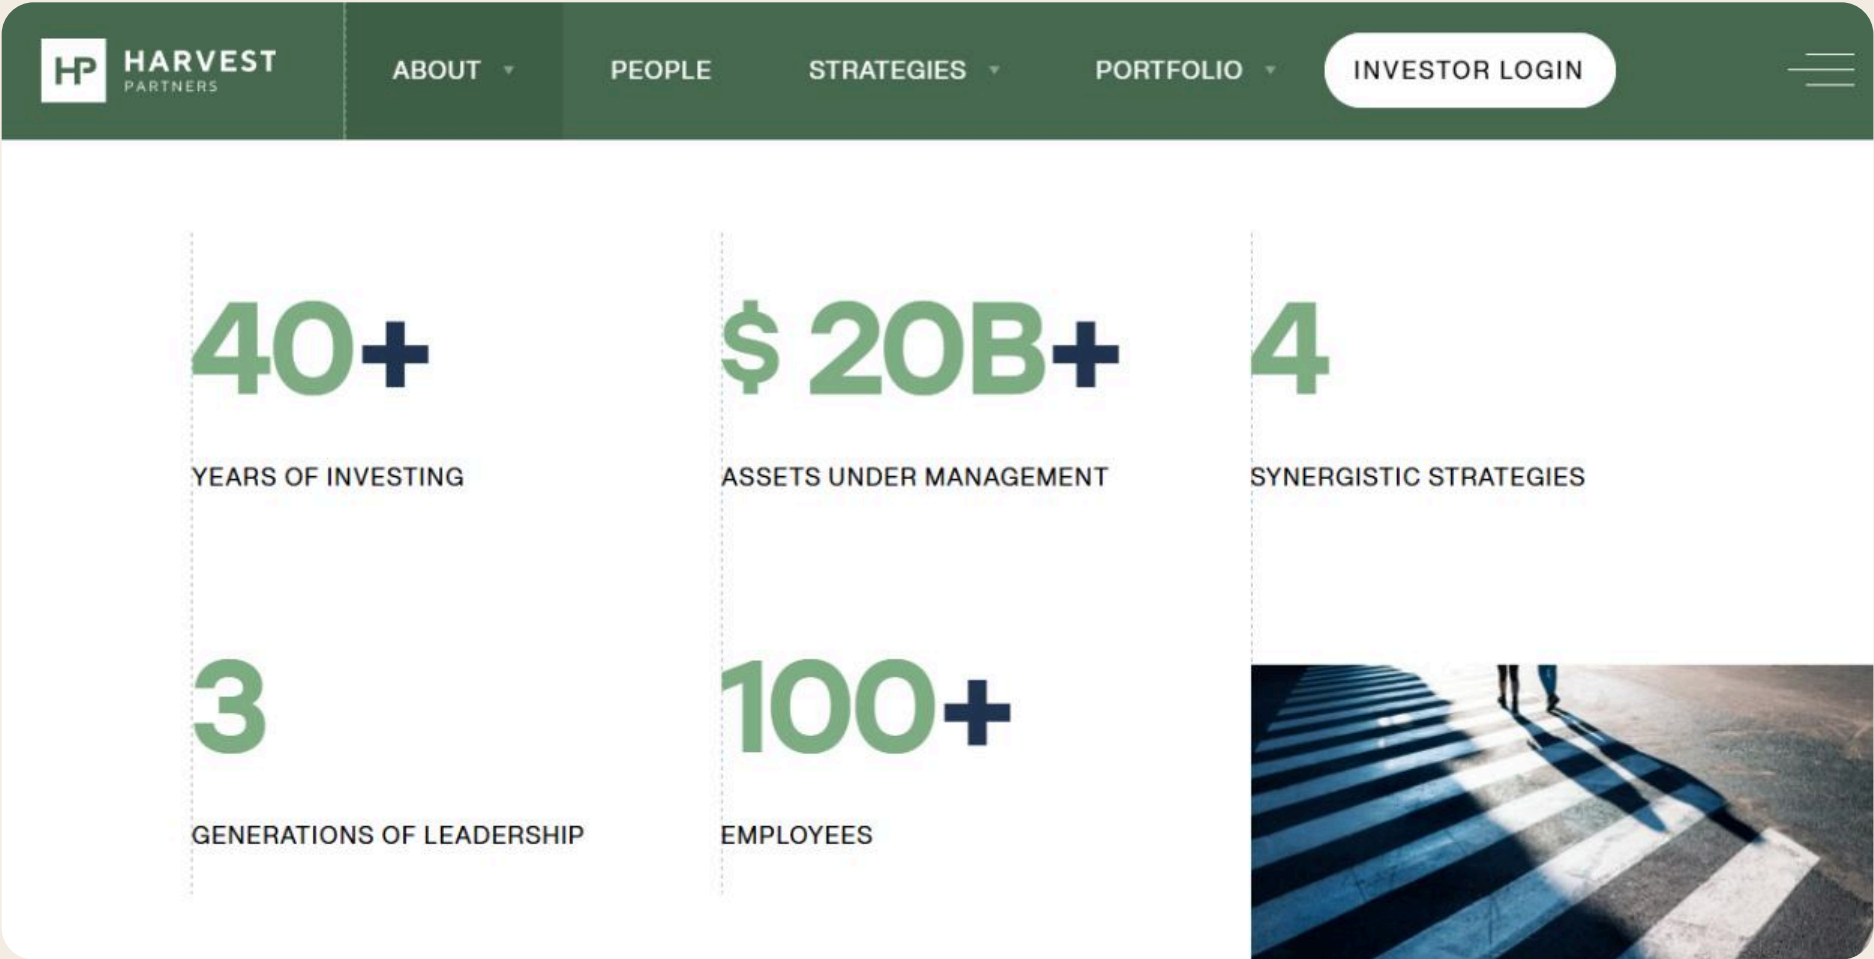 HP
HARVEST
PARTNERS
ABOUT
PEOPLE
STRATEGIES
PORTFOLIO
INVESTOR LOGIN
40+
$ 20B+
4
YEARS OF INVESTING
ASSETS UNDER MANAGEMENT
SYNERGISTIC STRATEGIES
3
100+
GENERATIONS OF LEADERSHIP
EMPLOYEES